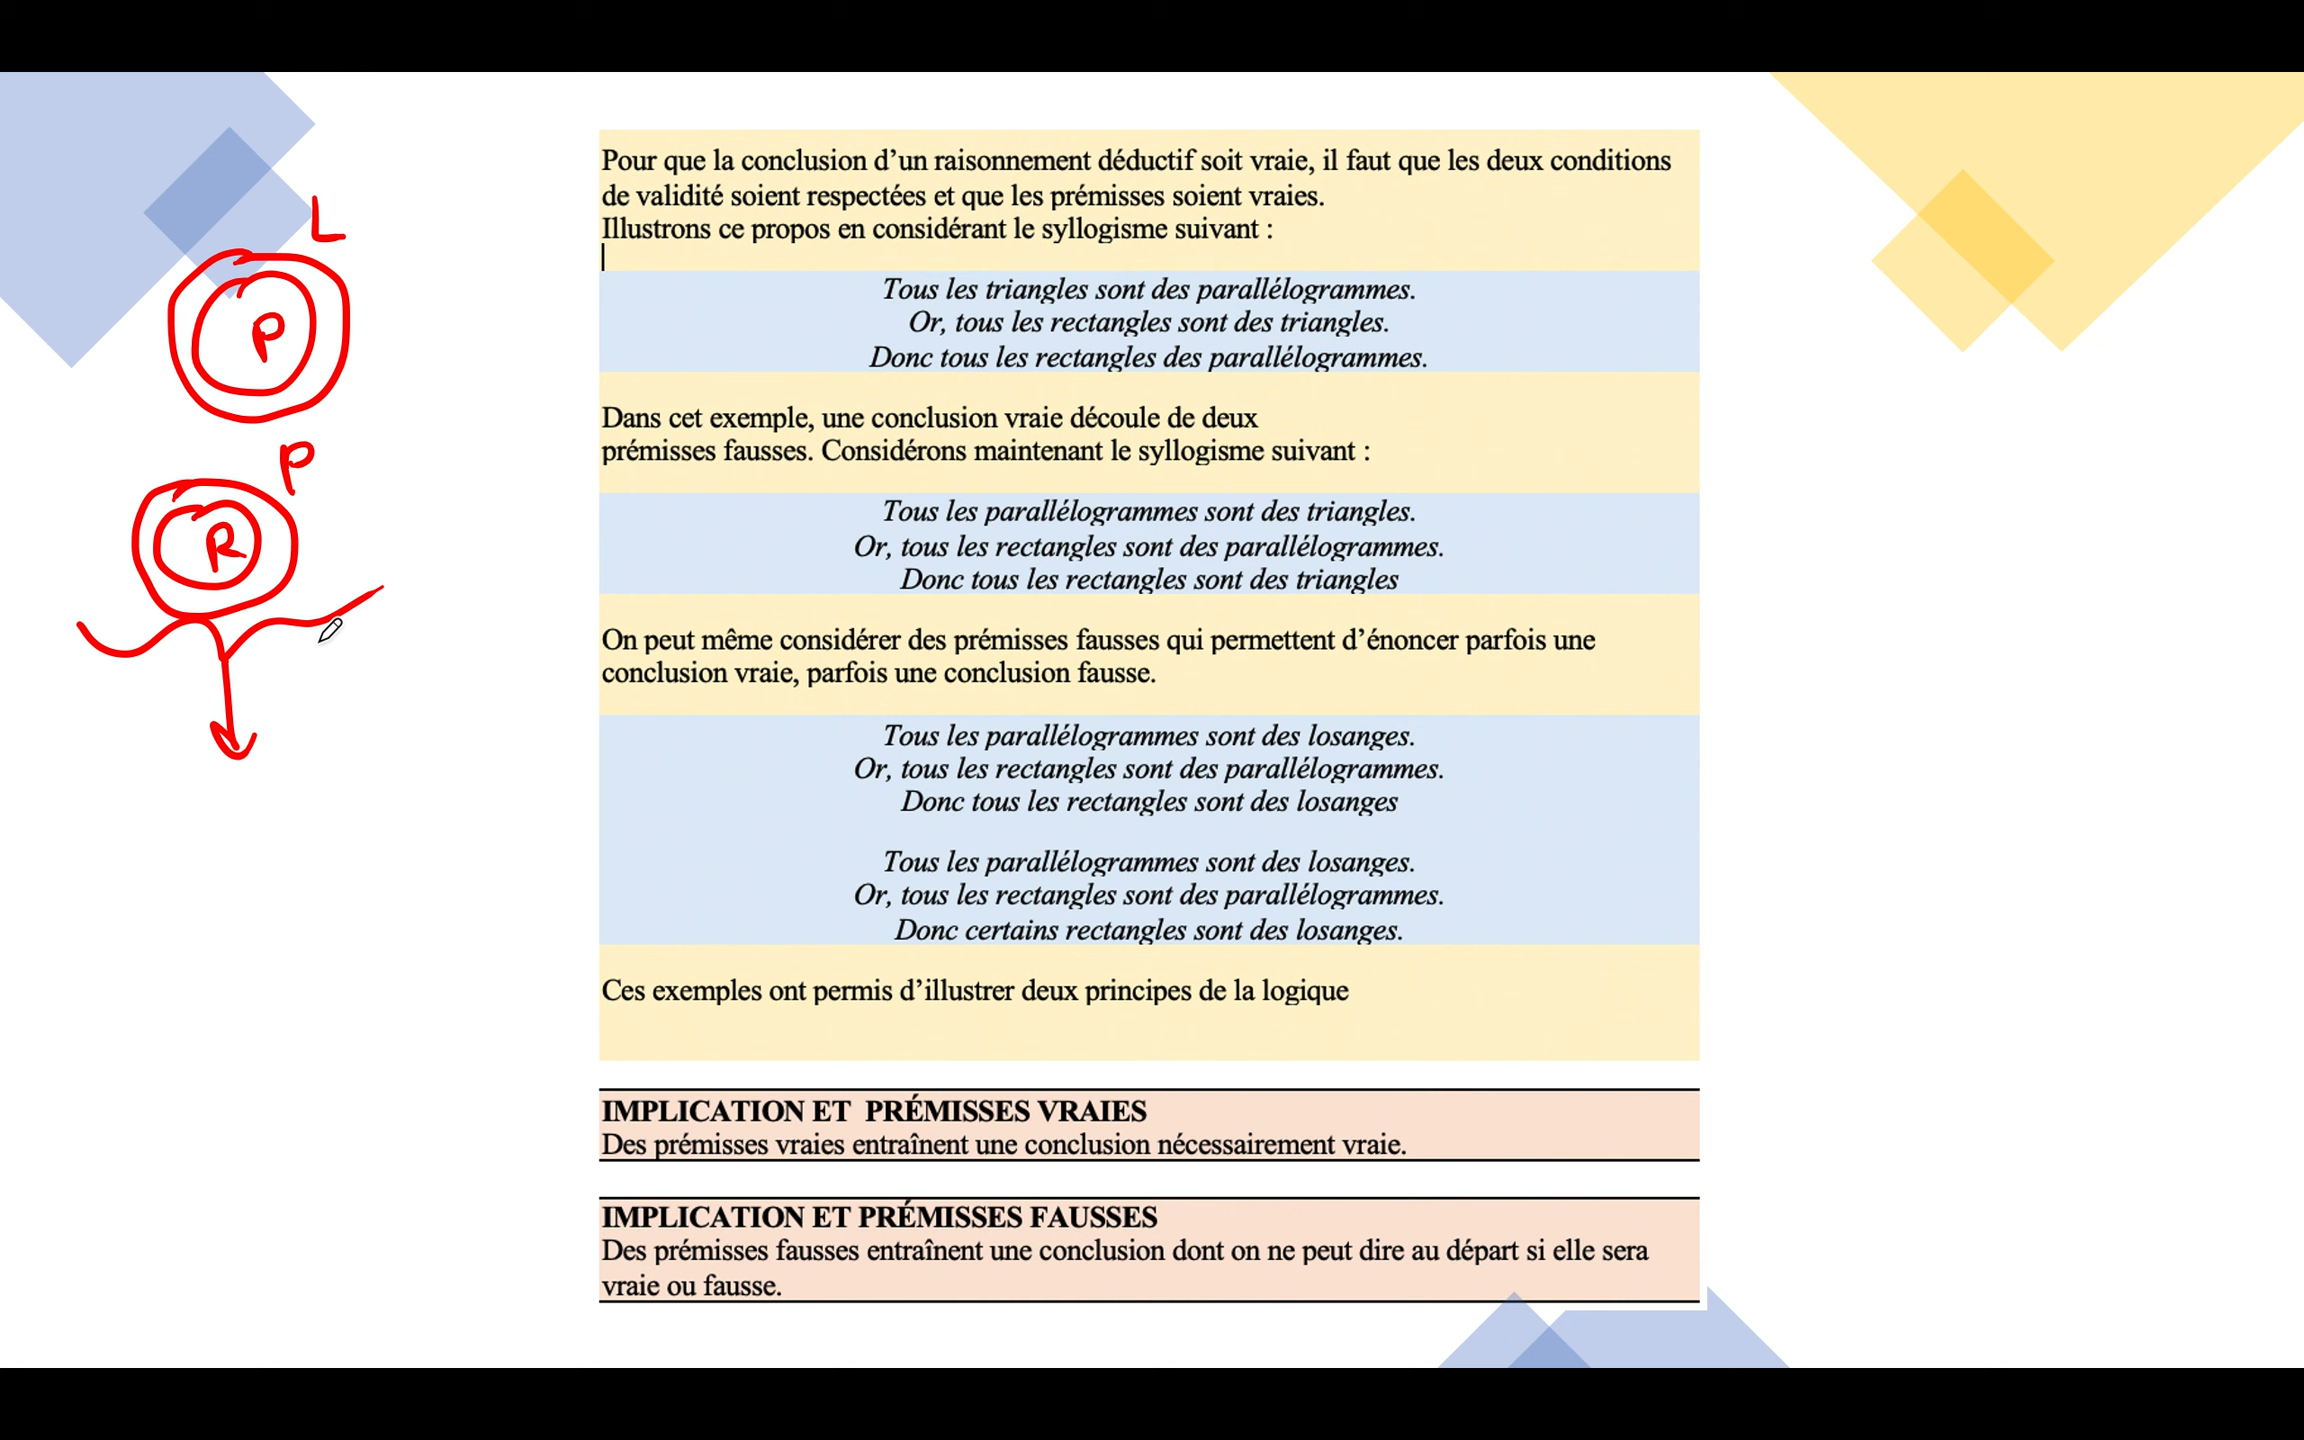 L
P
P
R
Pour que la conclusion d’un raisonnement déductif soit vraie, il faut que les deux conditions
de validité soient respectées et que les prémisses soient vraies.
Illustrons ce propos en considérant le syllogisme suivant :
Tous les triangles sont des parallélogrammes.
Or, tous les rectangles sont des triangles.
Donc tous les rectangles des parallélogrammes.
Dans cet exemple, une conclusion vraie découle de deux
prémisses fausses. Considérons maintenant le syllogisme suivant :
Tous les parallélogrammes sont des triangles.
Or, tous les rectangles sont des parallélogrammes.
Donc tous les rectangles sont des triangles
On peut même considérer des prémisses fausses qui permettent d’énoncer parfois une
conclusion vraie, parfois une conclusion fausse.
Tous les parallélogrammes sont des losanges.
Or, tous les rectangles sont des parallélogrammes.
Donc tous les rectangles sont des losanges
Tous les parallélogrammes sont des losanges.
Or, tous les rectangles sont des parallélogrammes.
Donc certains rectangles sont des losanges.
Ces exemples ont permis d’illustrer deux principes de la logique
IMPLICATION ET PRÉMISSES VRAIES
Des prémisses vraies entraînent une conclusion nécessairement vraie.
IMPLICATION ET PRÉMISSES FAUSSES
Des prémisses fausses entraînent une conclusion dont on ne peut dire au départ si elle sera
vraie ou fausse.